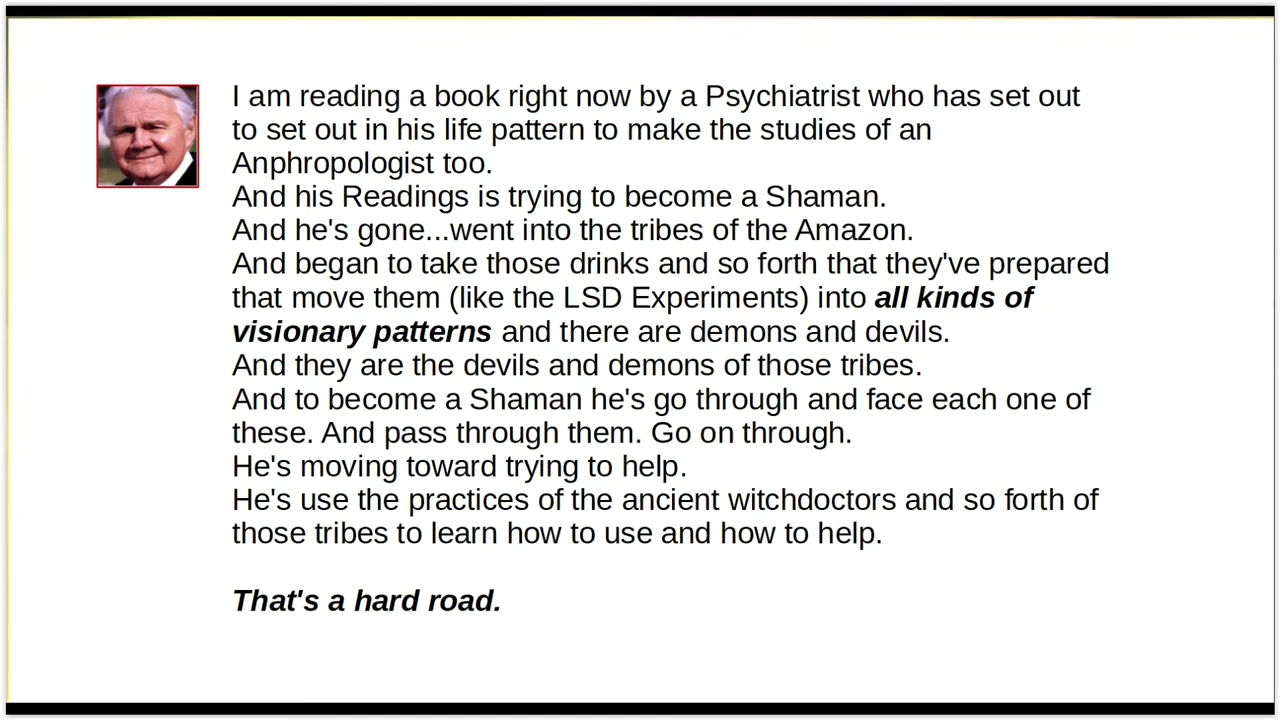 I am reading a book right now by a Psychiatrist who has set out
to set out in his life pattern to make the studies of an
Anphropologist too.
And his Readings is trying to become a Shaman.
And he's gone...went into the tribes of the Amazon.
And began to take those drinks and so forth that they've prepared
that move them (like the LSD Experiments) into all kinds of
visionary patterns and there are demons and devils.
And they are the devils and demons of those tribes.
And to become a Shaman he's go through and face each one of
these. And pass through them. Go on through.
He's moving toward trying to help.
He's use the practices of the ancient witchdoctors and so forth of
those tribes to learn how to use and how to help.
That's a hard road.